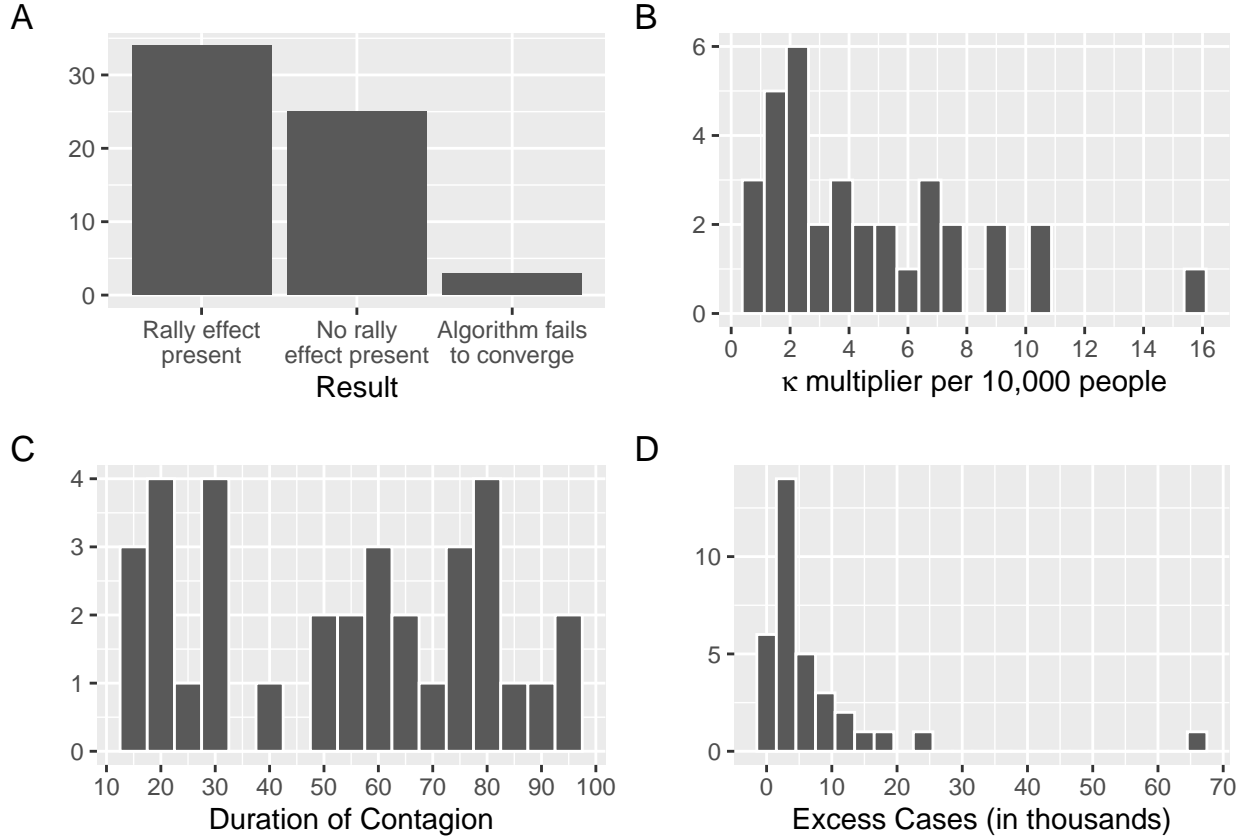 A
30
20
10
0
Rally effect present
No rally effect present
Algorithm fails to converge
Result
B
6
4
2
0
0 2 4 6 8 10 12 14 16
κ multiplier per 10,000 people
C
4
3
2
1
0
10 20 30 40 50 60 70 80 90 100
Duration of Contagion
D
10
5
0
0 10 20 30 40 50 60 70
Excess Cases (in thousands)